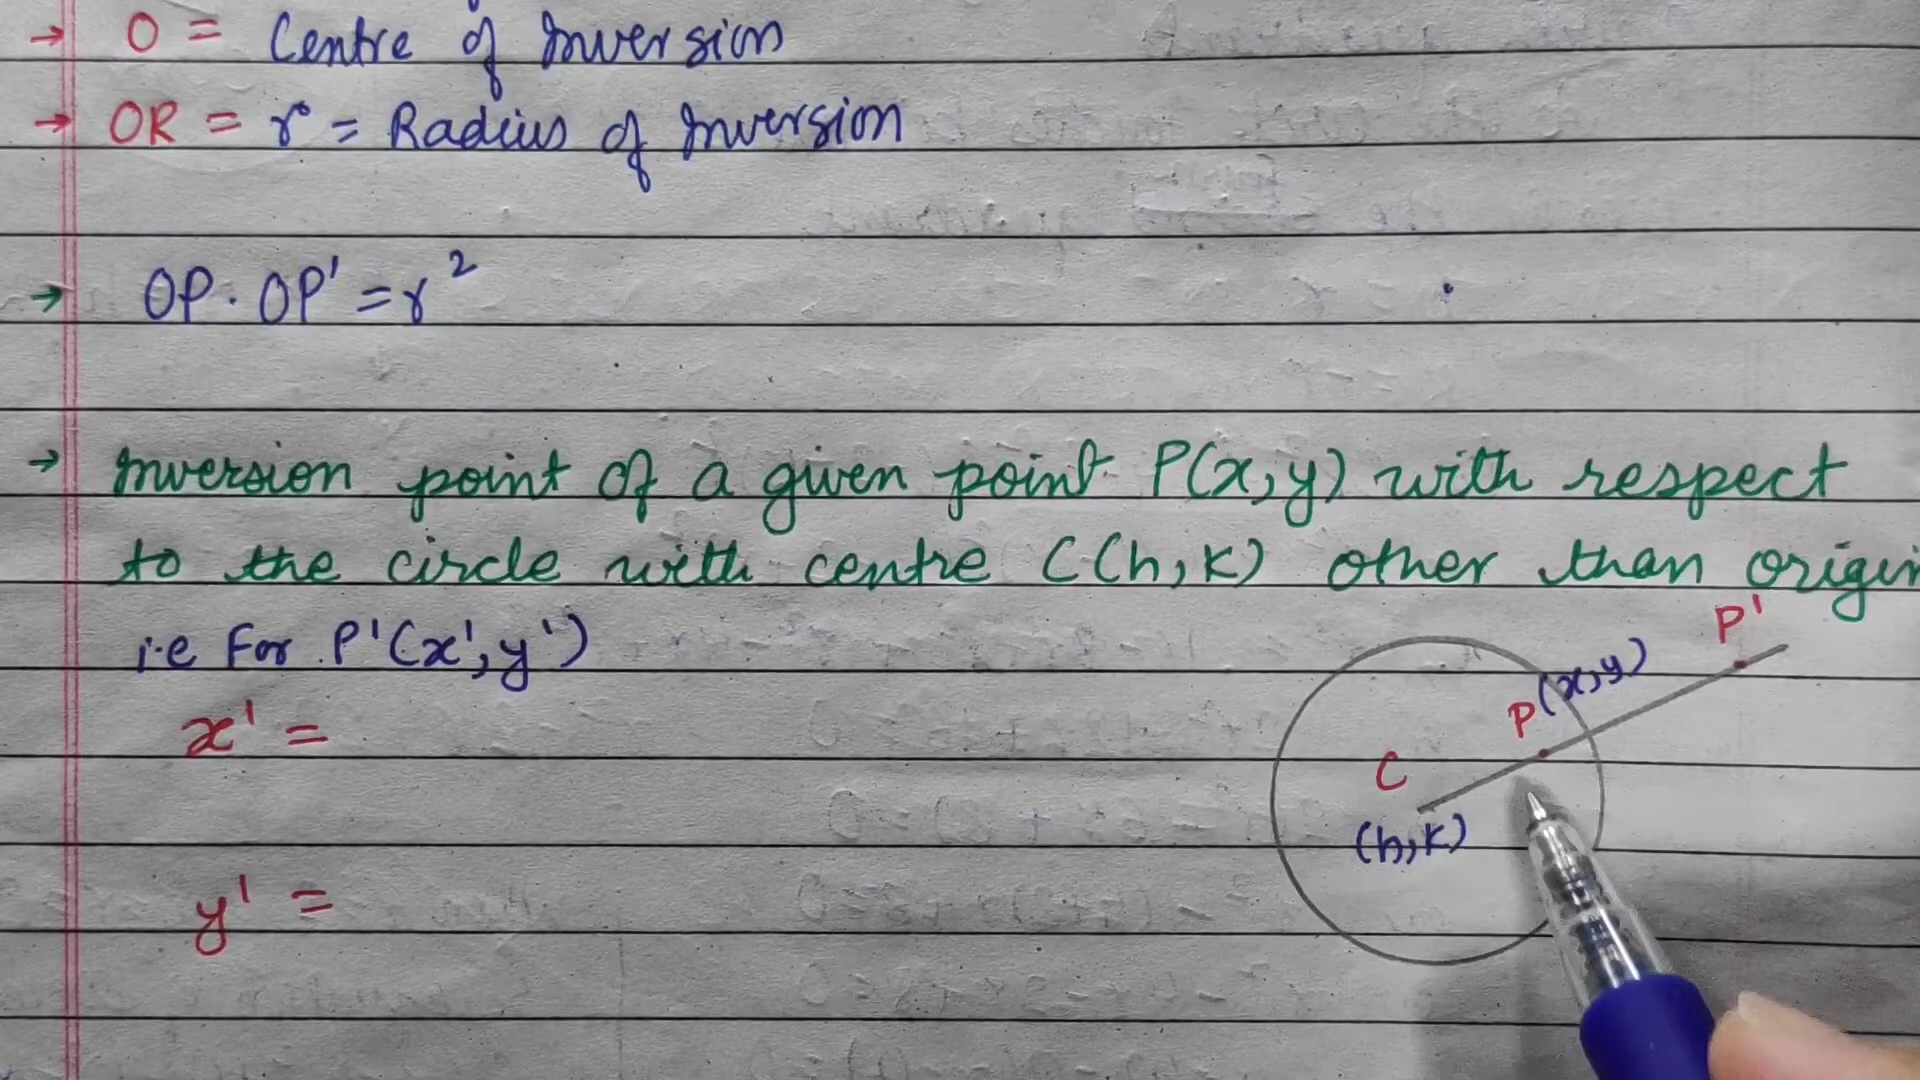 → O = Centre of Inversion
→ OR = r = Radius of Inversion
→ OP . OP' = r²
→ Inversion point of a given point P(x,y) with respect
to the circle with centre C(h,k) other than origin
i.e For P'(x',y')
P'
P (x,y)
x' =
C
(h,k)
y' =